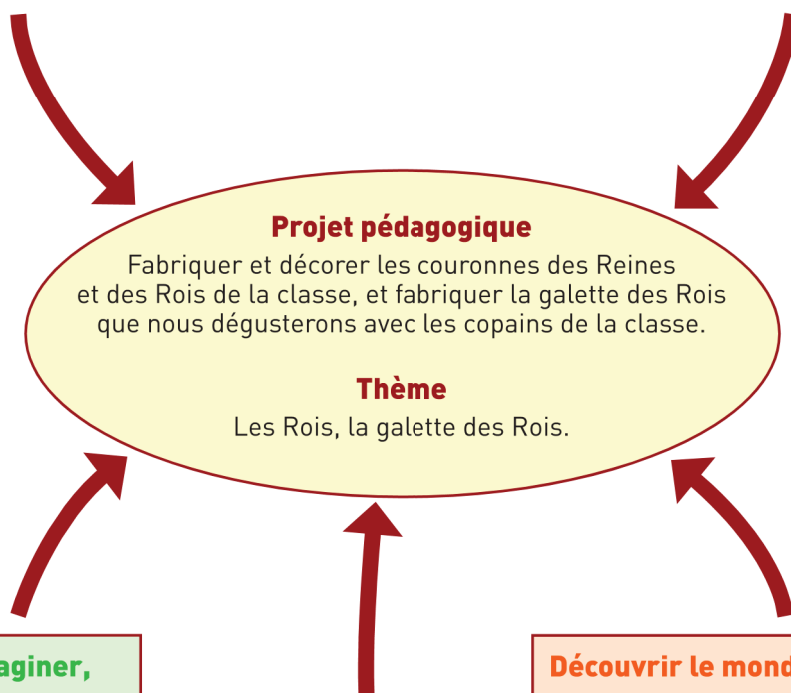 Projet pédagogique
Fabriquer et décorer les couronnes des Reines
et des Rois de la classe, et fabriquer la galette des Rois
que nous dégusterons avec les copains de la classe.
Thème
Les Rois, la galette des Rois.
aginer,
Découvrir le mond